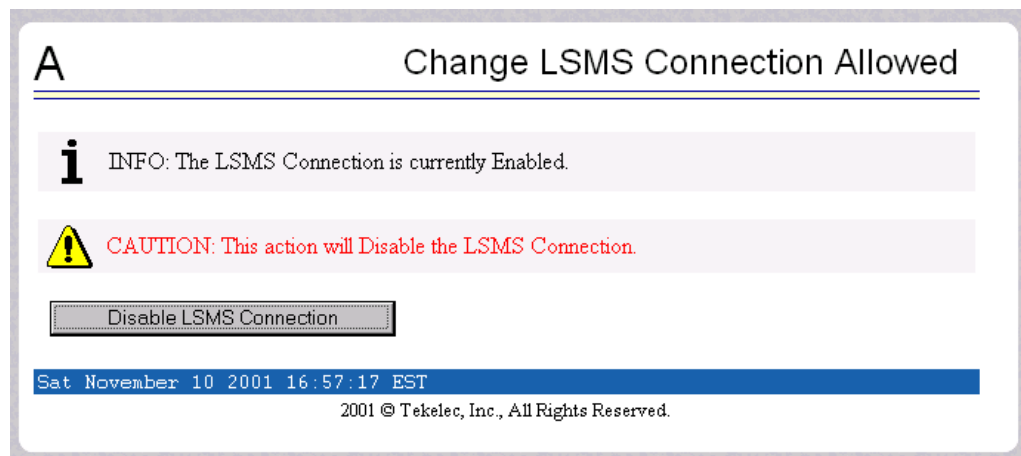 A
Change LSMS Connection Allowed
i
INFO: The LSMS Connection is currently Enabled.
!
CAUTION: This action will Disable the LSMS Connection.
Disable LSMS Connection
Sat November 10 2001 16:57:17 EST
2001 © Tekelec, Inc., All Rights Reserved.